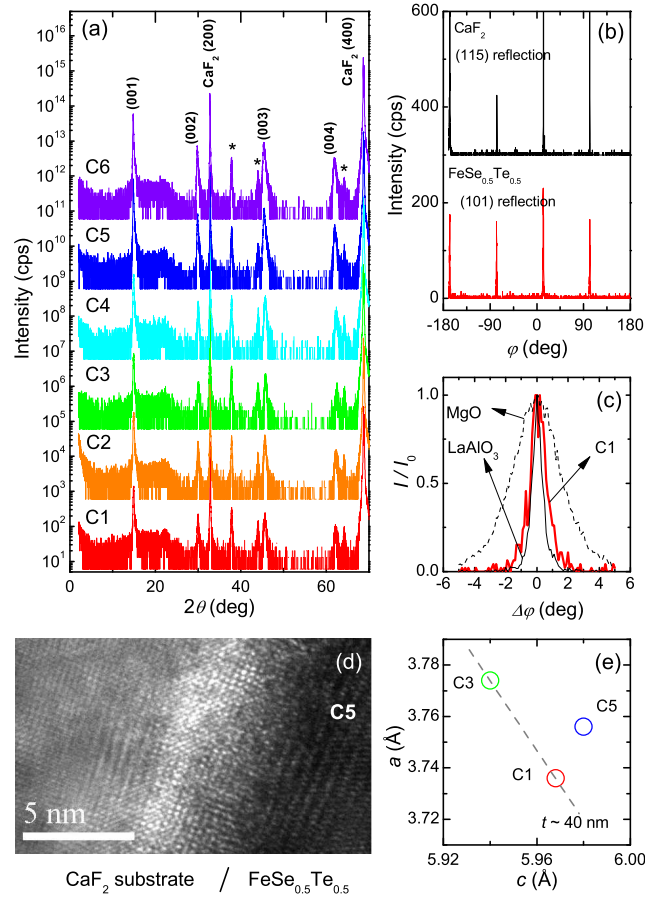 (a)
10^16
10^15
10^14
10^13
10^12
10^11
10^10
10^9
10^8
10^7
10^6
10^5
10^4
10^3
10^2
10^1
Intensity (cps)
(001)
(002)
CaF2 (200)
*
*
(003)
(004)
*
CaF2 (400)
C6
C5
C4
C3
C2
C1
0 20 40 60
2θ (deg)
(b)
600
CaF2
(115) reflection
300
FeSe0.5Te0.5
(101) reflection
200
0
Intensity (cps)
-180 -90 0 90 180
φ (deg)
(c)
1.0
MgO
LaAlO3
C1
0.5
0.0
I / I0
-6 -4 -2 0 2 4 6
Δφ (deg)
(d)
C5
5 nm
CaF2 substrate / FeSe0.5Te0.5
(e)
3.78
C3
3.76
C5
3.74
C1
3.72
t ~ 40 nm
a (Å)
5.92 5.96 6.00
c (Å)